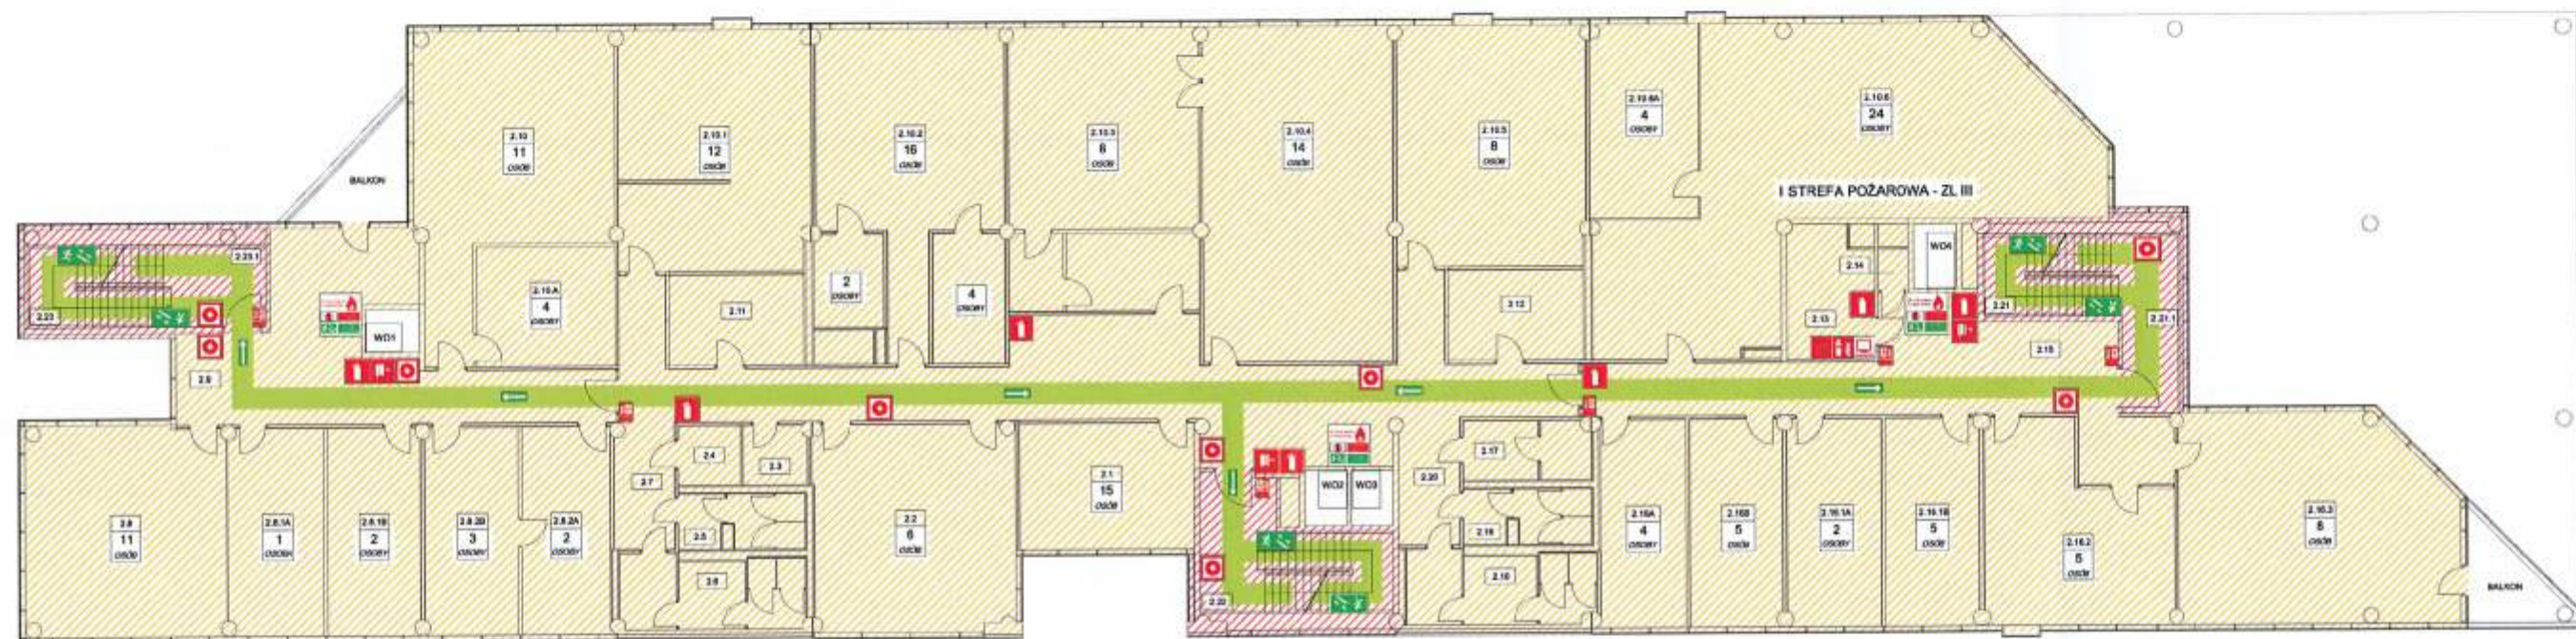 2.10
11
OSÓB
2.10.1
12
OSÓB
2.10.2
16
OSÓB
2.10.3
8
OSÓB
2.10.4
14
OSÓB
2.10.5
8
OSÓB
2.10.6A
4
OSOBY
2.10.6
24
OSOBY
BALKON
I STREFA POŻAROWA - ZL III
2.23.1
2.23
2.10.A
4
OSOBY
2.11
2
OSOBY
4
OSOBY
2.12
2.14
WD4
2.13
2.21
2.21.1
2.15
WD1
2.9
2.8
11
OSÓB
2.8.1A
1
OSOBA
2.8.1B
2
OSOBY
2.8.2B
3
OSOBY
2.8.2A
2
OSOBY
2.7
2.4
2.3
2.5
2.6
2.2
6
OSÓB
2.1
15
OSÓB
WD2
WD3
2.22
2.20
2.17
2.18
2.16A
4
OSOBY
2.16B
5
OSÓB
2.16.1A
2
OSOBY
2.16.1B
5
OSÓB
2.16.2
5
OSÓB
2.16.3
BALKON